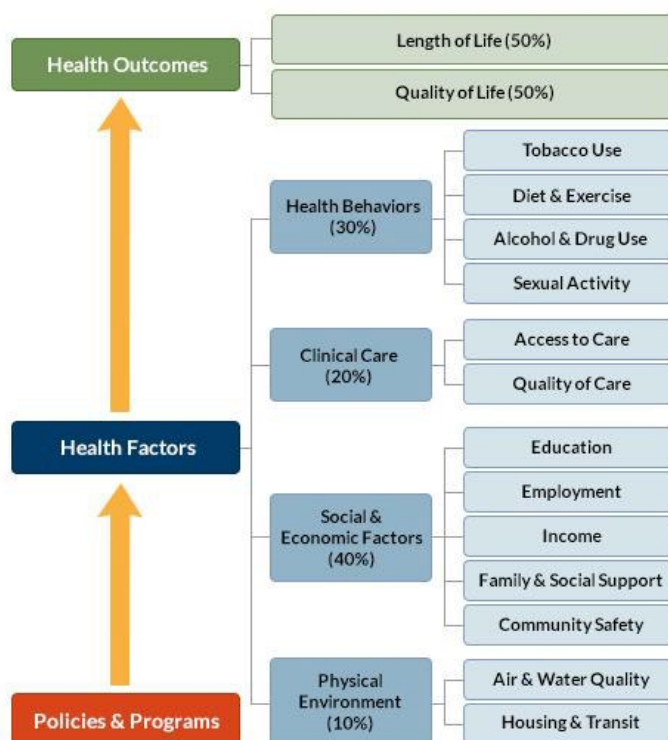 Health Outcomes
Length of Life (50%)
Quality of Life (50%)
Health Factors
Health Behaviors
(30%)
Tobacco Use
Diet & Exercise
Alcohol & Drug Use
Sexual Activity
Clinical Care
(20%)
Access to Care
Quality of Care
Social &
Economic Factors
(40%)
Education
Employment
Income
Family & Social Support
Community Safety
Physical
Environment
(10%)
Air & Water Quality
Housing & Transit
Policies & Programs